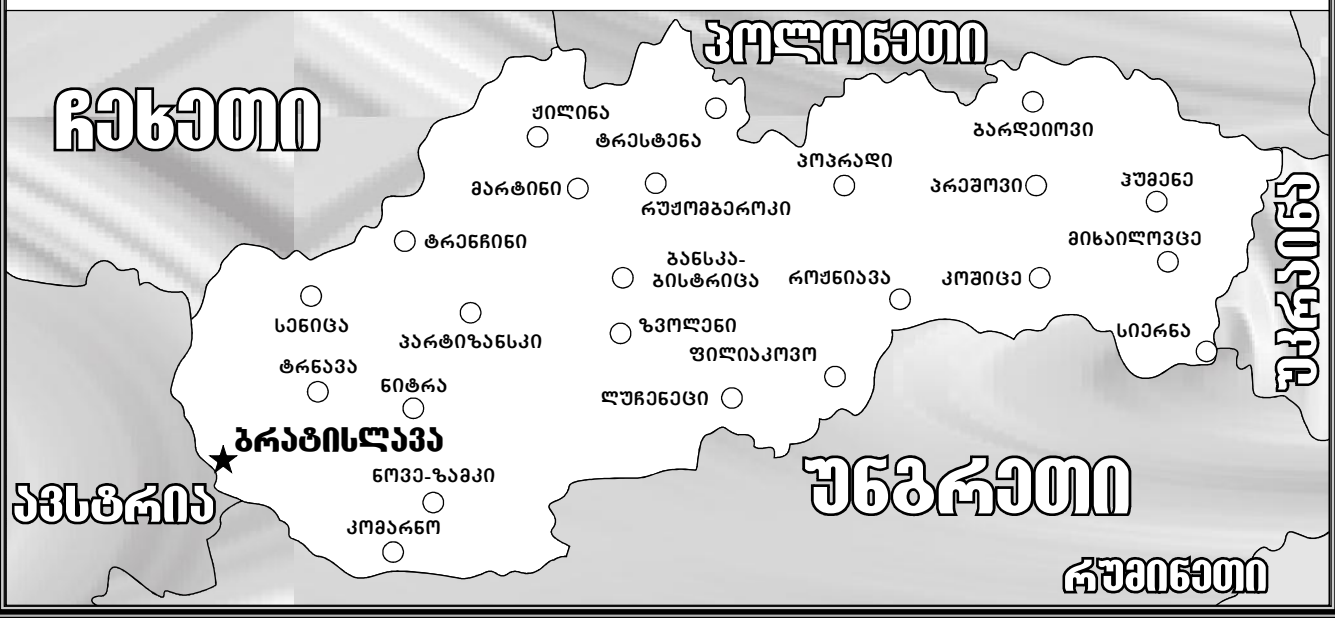 პოლონეთი
ჩეხეთი
ჟილინა
ტრესტენა
ბარდეიოვი
პოპრადი
მარტინი
რუჟომბეროკი
პრეშოვი
ჰუმენე
უკრაინა
ტრენჩინი
მიხაილოვცე
ბანსკა-
ბისტრიცა
როჟნიავა
კოშიცე
სენიცა
პარტიზანსკი
ზვოლენი
სიერნა
ფილიაკოვო
ტრნავა
ნიტრა
ლუჩენეცი
ბრატისლავა
ნოვე-ზამკი
უნგრეთი
ავსტრია
კომარნო
რუმინეთი